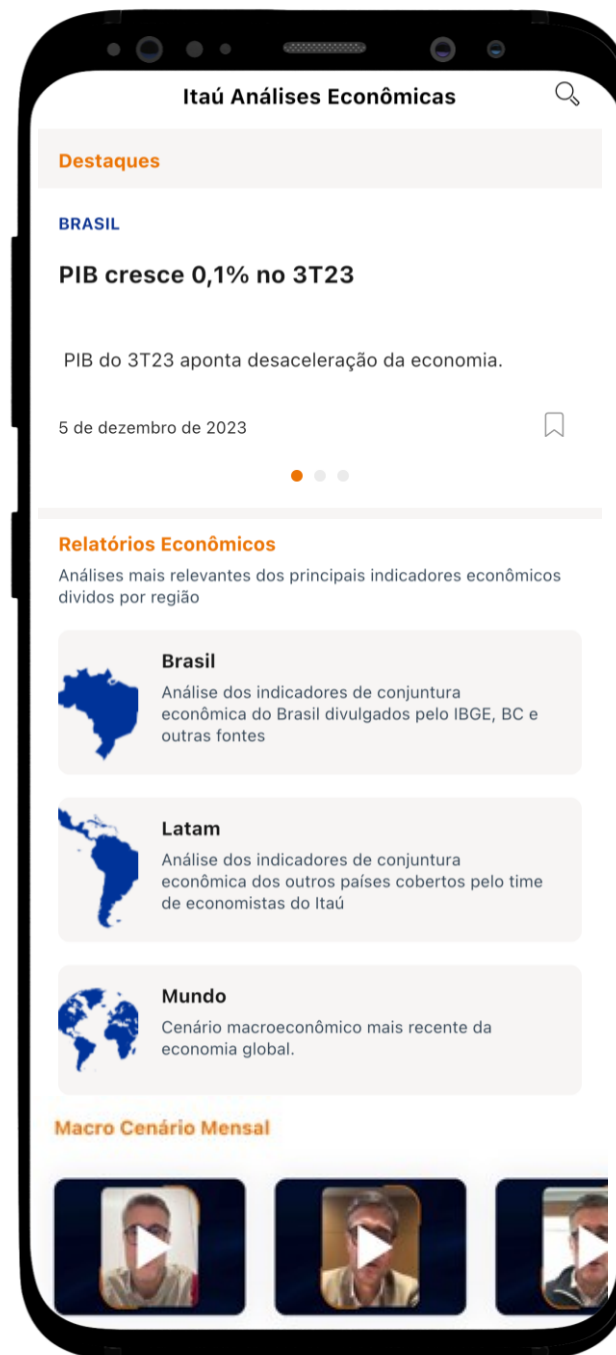 Itaú Análises Econômicas
Destaques
BRASIL
PIB cresce 0,1% no 3T23
PIB do 3T23 aponta desaceleração da economia.
5 de dezembro de 2023
Relatórios Econômicos
Análises mais relevantes dos principais indicadores econômicos
dividos por região
Brasil
Análise dos indicadores de conjuntura
econômica do Brasil divulgados pelo IBGE, BC e
outras fontes
Latam
Análise dos indicadores de conjuntura
econômica dos outros países cobertos pelo time
de economistas do Itaú
Mundo
Cenário macroeconômico mais recente da
economia global.
Macro Cenário Mensal